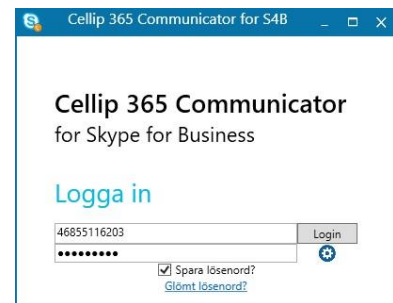 Cellip 365 Communicator for S4B
Cellip 365 Communicator
for Skype for Business
Logga in
46855116203 Login
•••••••••
Spara lösenord?
Glömt lösenord?